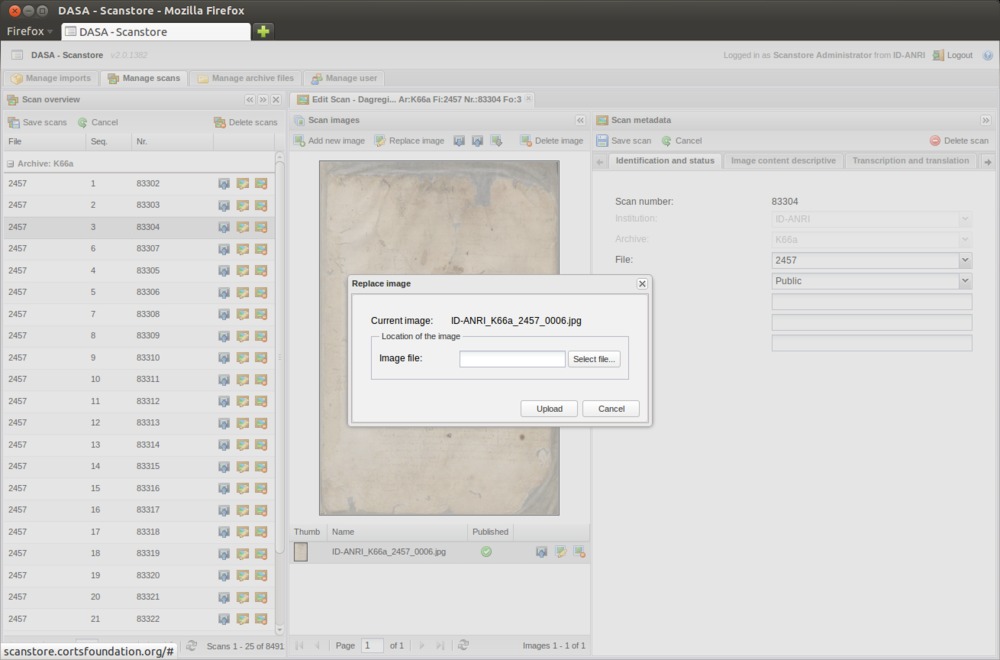 DASA - Scanstore - Mozilla Firefox
Firefox
DASA - Scanstore
DASA - Scanstore v2.0.1382
Logged in as Scanstore Administrator from ID-ANRI Logout
Manage imports Manage scans Manage archive files Manage user
Scan overview
Save scans Cancel Delete scans
File Seq. Nr.
Archive: K66a
2457 1 83302
2457 2 83303
2457 3 83304
2457 6 83307
2457 4 83305
2457 5 83306
2457 7 83308
2457 8 83309
2457 9 83310
2457 10 83311
2457 11 83312
2457 12 83313
2457 13 83314
2457 14 83315
2457 15 83316
2457 16 83317
2457 17 83318
2457 18 83319
2457 19 83320
2457 20 83321
2457 21 83322
Scans 1 - 25 of 8491
scanstore.cortsfoundation.org/#
Edit Scan - Dagregi... Ar:K66a Fi:2457 Nr.:83304 Fo:3
Scan images
Add new image Replace image Delete image
Thumb Name Published
ID-ANRI_K66a_2457_0006.jpg
Page 1 of 1 Images 1 - 1 of 1
Scan metadata
Save scan Cancel Delete scan
Identification and status Image content descriptive Transcription and translation
Scan number: 83304
Institution: ID-ANRI
Archive: K66a
File: 2457
Public
Replace image
Current image: ID-ANRI_K66a_2457_0006.jpg
Location of the image
Image file: Select file...
Upload Cancel